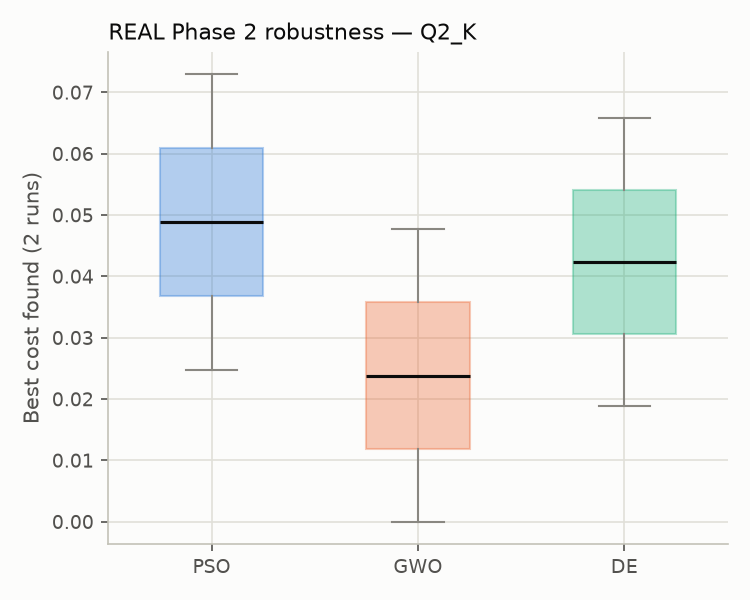 REAL Phase 2 robustness — Q2_K
Best cost found (2 runs)
0.07
0.06
0.05
0.04
0.03
0.02
0.01
0.00
PSO
GWO
DE